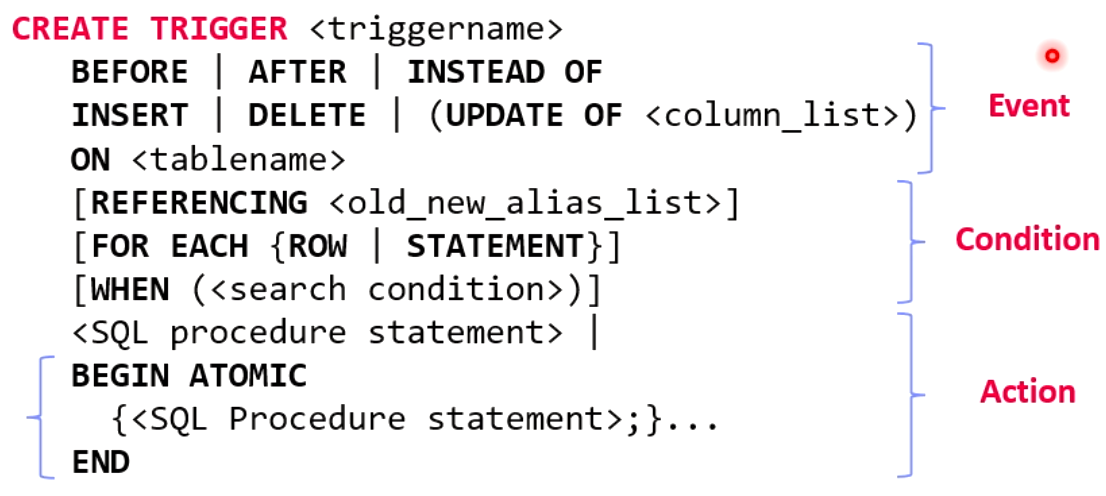 CREATE TRIGGER <triggername>
BEFORE | AFTER | INSTEAD OF
INSERT | DELETE | (UPDATE OF <column_list>)
Event
ON <tablename>
[REFERENCING <old_new_alias_list>]
[FOR EACH {ROW | STATEMENT}]
Condition
[WHEN (<search condition>)]
<SQL procedure statement> |
BEGIN ATOMIC
Action
{<SQL Procedure statement>;}...
END